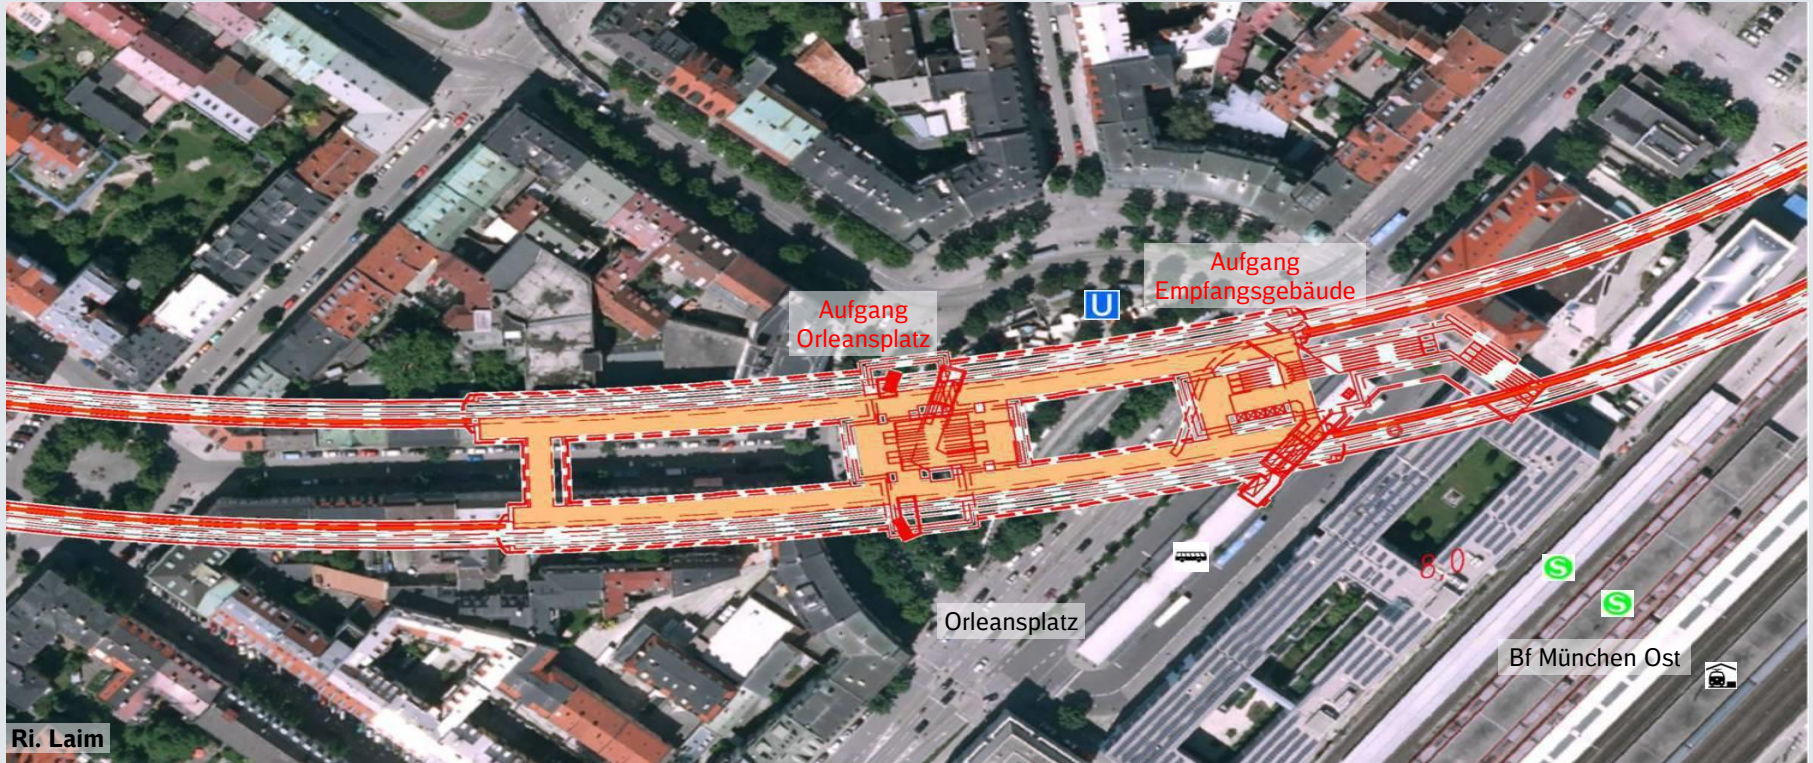 Aufgang
Empfangsgebäude
Aufgang
Orleansplatz
U
8,0
S
S
Orleansplatz
Bf München Ost
Ri. Laim